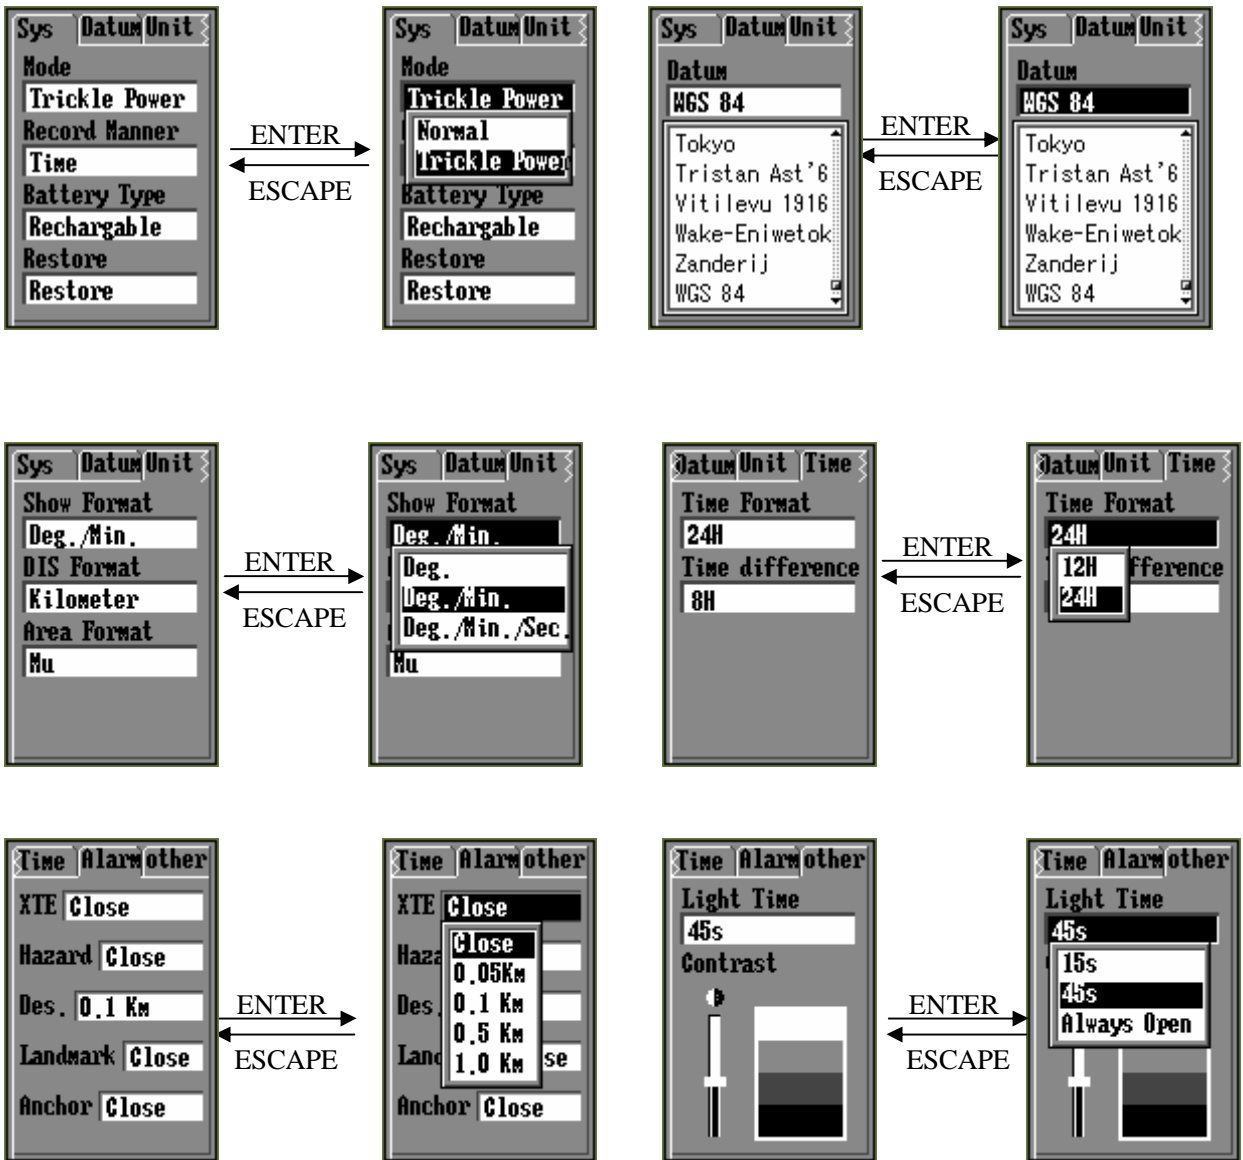 Sys Datum Unit
Mode
Trickle Power
Record Manner
Time
Battery Type
Rechargable
Restore
Restore
ENTER
ESCAPE
Sys Datum Unit
Mode
Trickle Power
Normal
Trickle Power
Battery Type
Rechargable
Restore
Restore
Sys Datum Unit
Datum
WGS 84
Tokyo
Tristan Ast'6
Vitilevu 1916
Wake-Eniwetok
Zanderij
WGS 84
ENTER
ESCAPE
Sys Datum Unit
Datum
WGS 84
Tokyo
Tristan Ast'6
Vitilevu 1916
Wake-Eniwetok
Zanderij
WGS 84
Sys Datum Unit
Show Format
Deg./Min.
DIS Format
Kilometer
Area Format
Mu
ENTER
ESCAPE
Sys Datum Unit
Show Format
Deg./Min.
Deg.
Deg./Min.
Deg./Min./Sec.
Mu
Datum Unit Time
Time Format
24H
Time difference
8H
ENTER
ESCAPE
Datum Unit Time
Time Format
24H
12H fference
24H
Time Alarm other
XTE Close
Hazard Close
Des. 0.1 Km
Landmark Close
Anchor Close
ENTER
ESCAPE
Time Alarm other
XTE Close
Haza Close
0.05Km
Des. 0.1 Km
0.5 Km
Land 1.0 Km se
Anchor Close
Time Alarm other
Light Time
45s
Contrast
ENTER
ESCAPE
Time Alarm other
Light Time
45s
15s
45s
Always Open